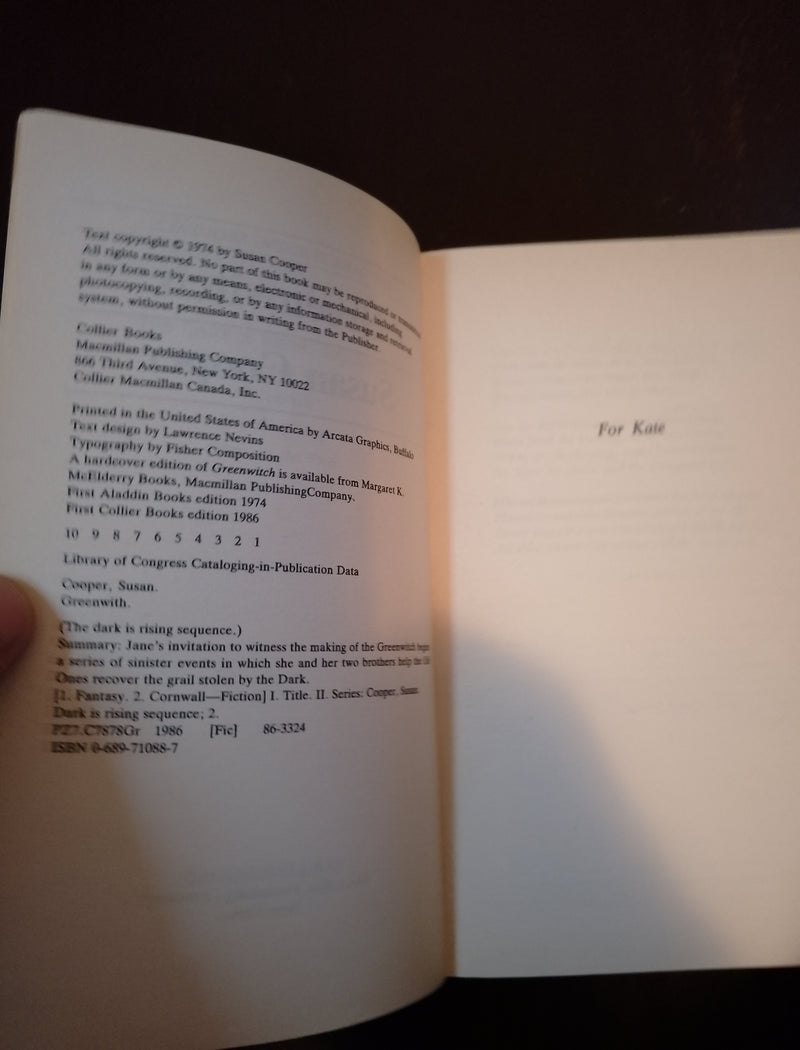 Text copyright © 1974 by Susan Cooper
All rights reserved. No part of this book may be reproduced or
in any form or by any means, electronic or mechanical, including
photocopying, recording, or by any information storage and retrieval
system, without permission in writing from the Publisher.
Collier Books
Macmillan Publishing Company
866 Third Avenue, New York, NY 10022
Collier Macmillan Canada, Inc.
Printed in the United States of America by Arcata Graphics, Buffalo
Text design by Lawrence Nevins
Typography by Fisher Composition
A hardcover edition of Greenwitch is available from Margaret K.
McElderry Books, Macmillan PublishingCompany.
First Aladdin Books edition 1974
First Collier Books edition 1986
10 9 8 7 6 5 4 3 2 1
Library of Congress Cataloging-in-Publication Data
Cooper, Susan.
Greenwith.
(The dark is rising sequence.)
Summary: Jane's invitation to witness the making of the Greenwitch
a series of sinister events in which she and her two brothers help the Old
Ones recover the grail stolen by the Dark.
[1. Fantasy. 2. Cornwall—Fiction] I. Title. II. Series: Cooper, Susan.
Dark is rising sequence; 2.
PZ7.C7878Gr 1986 [Fic] 86-3324
ISBN 0-689-71088-7
For Kate